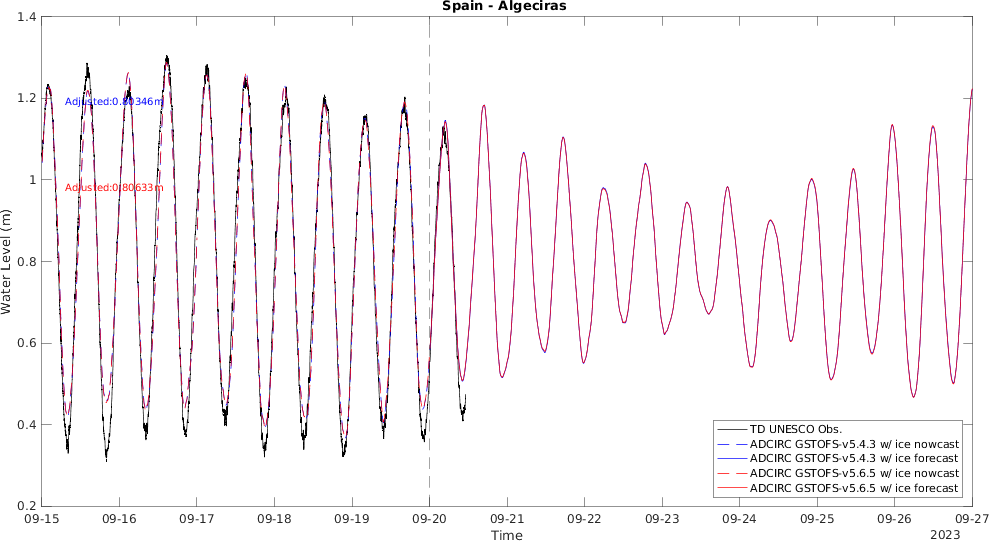 Spain - Algeciras
1.4
1.2
1
0.8
0.6
0.4
0.2
Water Level (m)
Adjusted:0.80346m
Adjusted:0.80633m
TD UNESCO Obs.
ADCIRC GSTOFS-v5.4.3 w/ ice nowcast
ADCIRC GSTOFS-v5.4.3 w/ ice forecast
ADCIRC GSTOFS-v5.6.5 w/ ice nowcast
ADCIRC GSTOFS-v5.6.5 w/ ice forecast
09-15 09-16 09-17 09-18 09-19 09-20 09-21 09-22 09-23 09-24 09-25 09-26 09-27
Time
2023